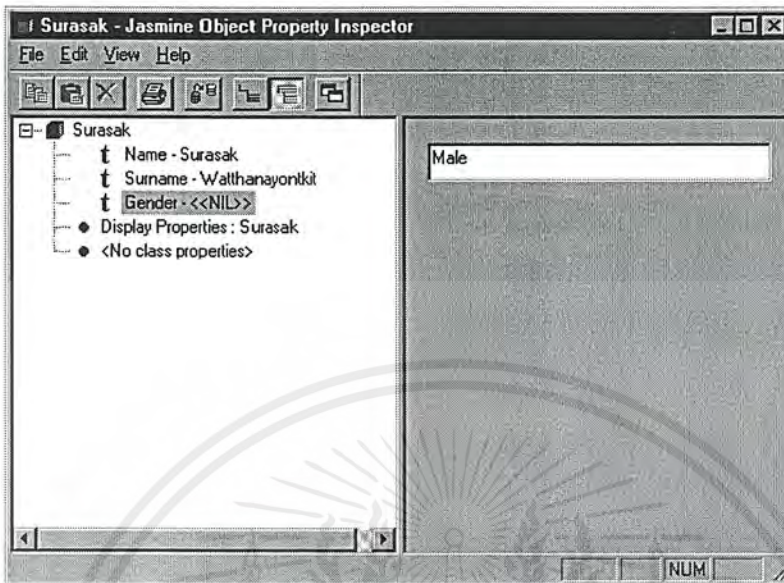 Surasak - Jasmine Object Property Inspector
File Edit View Help
Surasak
t Name - Surasak
t Surname - Watthanayontkit
t Gender - <<NIL>>
Display Properties : Surasak
<No class properties>
Male
NUM